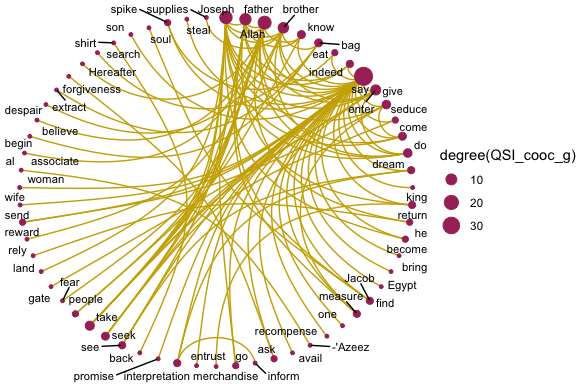 spike supplies Joseph father brother
son steal know
soul Allah bag
shirt eat
search indeed
Hereafter say give
forgiveness enter
extract seduce
despair come
believe do
begin dream
al associate
woman king
wife return
send he
reward become
rely bring
land Egypt
gate fear Jacob find
people measure
take one
seek recompense
see -'Azeez
back entrust go ask avail
promise interpretation merchandise inform
degree(QSI_cooc_g)
10
20
30